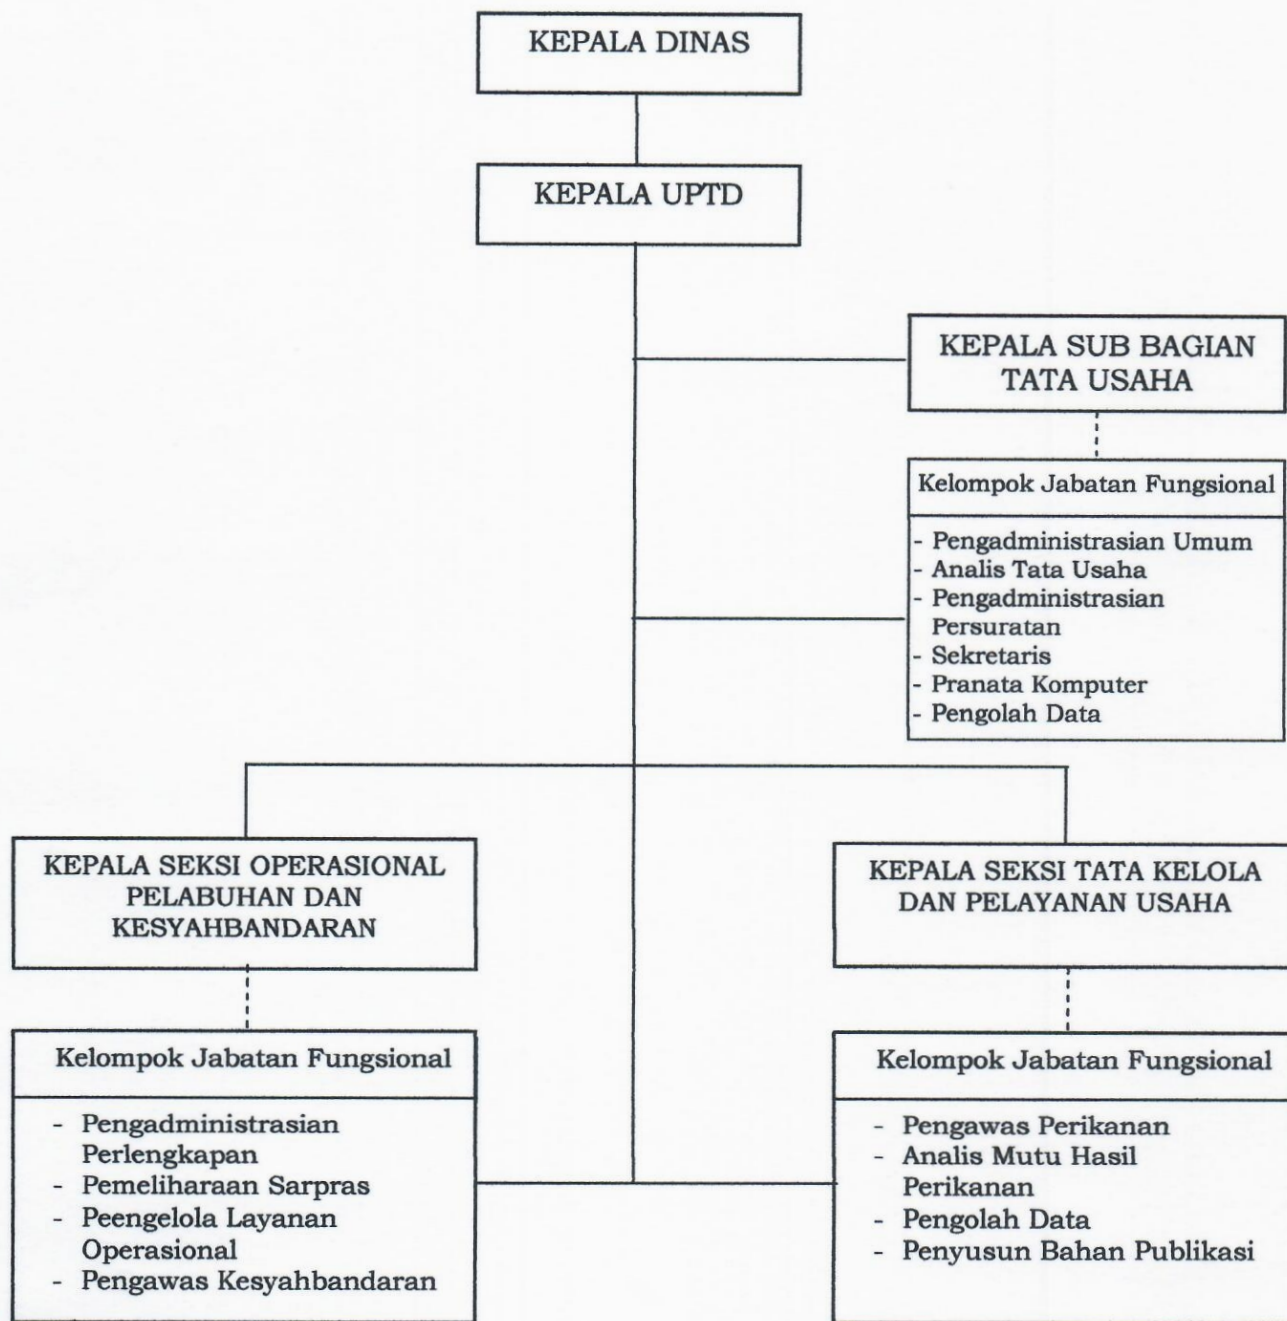 KEPALA DINAS
KEPALA UPTD
KEPALA SUB BAGIAN
TATA USAHA
Kelompok Jabatan Fungsional
- Pengadministrasian Umum
- Analis Tata Usaha
- Pengadministrasian
Persuratan
- Sekretaris
- Pranata Komputer
- Pengolah Data
KEPALA SEKSI OPERASIONAL
PELABUHAN DAN
KESYAHBANDARAN
Kelompok Jabatan Fungsional
- Pengadministrasian
Perlengkapan
- Pemeliharaan Sarpras
- Peengelola Layanan
Operasional
- Pengawas Kesyahbandaran
KEPALA SEKSI TATA KELOLA
DAN PELAYANAN USAHA
Kelompok Jabatan Fungsional
- Pengawas Perikanan
- Analis Mutu Hasil
Perikanan
- Pengolah Data
- Penyusun Bahan Publikasi